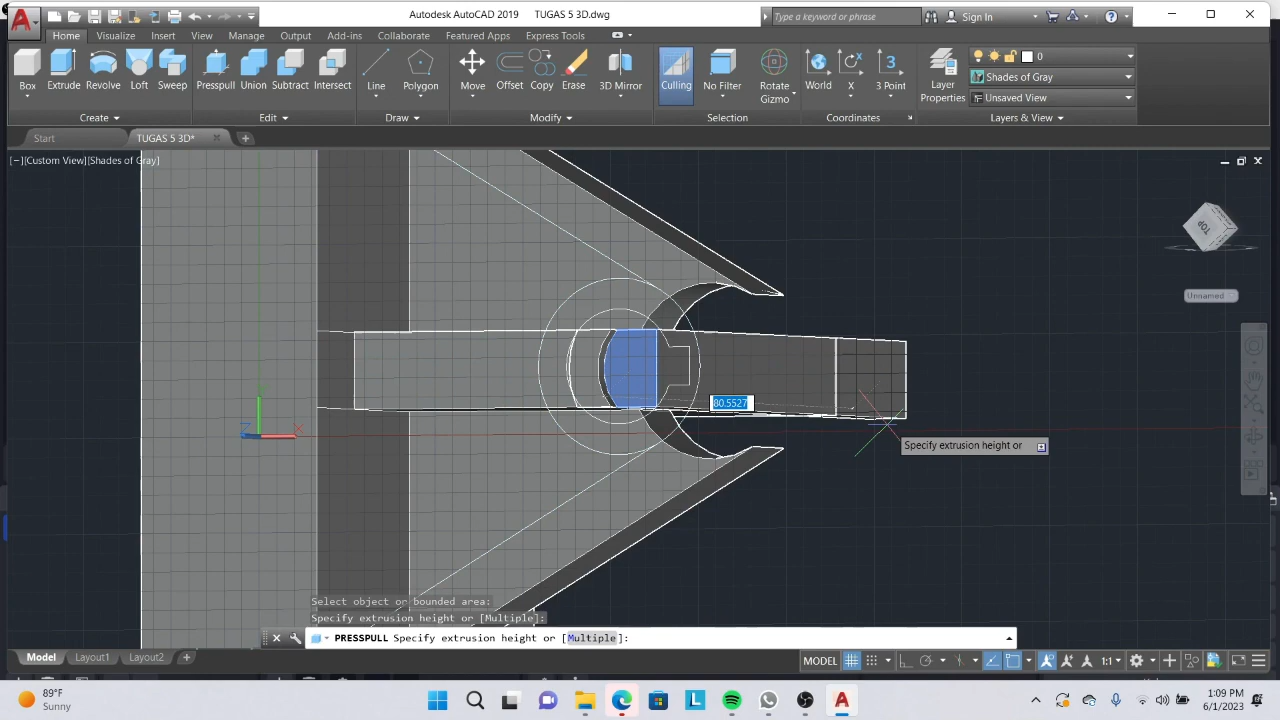 Autodesk AutoCAD 2019 TUGAS 5 3D.dwg
Type a keyword or phrase
Sign In
Home Visualize Insert View Manage Output Add-ins Collaborate Featured Apps Express Tools
Box Extrude Revolve Loft Sweep Presspull Union Subtract Intersect Line Polygon Move Offset Copy Erase 3D Mirror Culling No Filter Rotate Gizmo World X 3 Point Layer Properties
0
Shades of Gray
Unsaved View
Create Edit Draw Modify Selection Coordinates Layers & View
Start TUGAS 5 3D*
[−][Custom View][Shades of Gray]
TOP
Unnamed
80.5527
Specify extrusion height or
Z X
Select object or bounded area:
Specify extrusion height or [Multiple]:
PRESSPULL Specify extrusion height or [Multiple]:
Model Layout1 Layout2 +
MODEL 1:1
89°F
Sunny
1:09 PM
6/1/2023